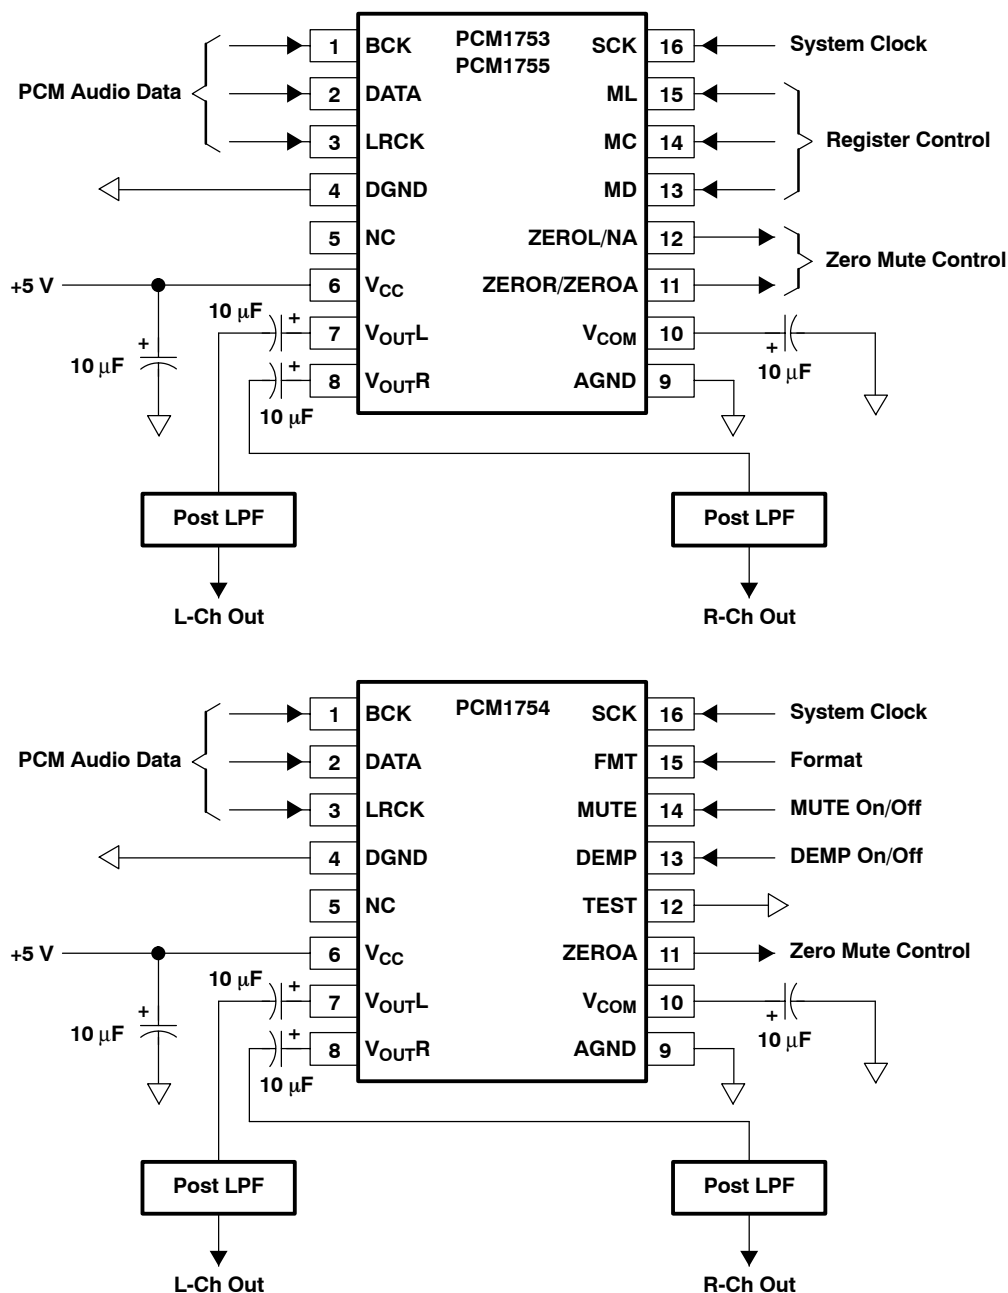 PCM1753
PCM1755
PCM Audio Data
1 BCK
2 DATA
3 LRCK
4 DGND
5 NC
+5 V
6 VCC
10 μF +
7 VOUTL
+
10 μF
8 VOUTR
+
10 μF
SCK 16 System Clock
ML 15
MC 14
MD 13
Register Control
ZEROL/NA 12
ZEROR/ZEROA 11
Zero Mute Control
VCOM 10
+
10 μF
AGND 9
Post LPF
Post LPF
L-Ch Out
R-Ch Out
PCM1754
PCM Audio Data
1 BCK
2 DATA
3 LRCK
4 DGND
5 NC
+5 V
6 VCC
10 μF +
7 VOUTL
+
10 μF
8 VOUTR
+
10 μF
SCK 16 System Clock
FMT 15 Format
MUTE 14 MUTE On/Off
DEMP 13 DEMP On/Off
TEST 12
ZEROA 11 Zero Mute Control
VCOM 10
+
10 μF
AGND 9
Post LPF
Post LPF
L-Ch Out
R-Ch Out